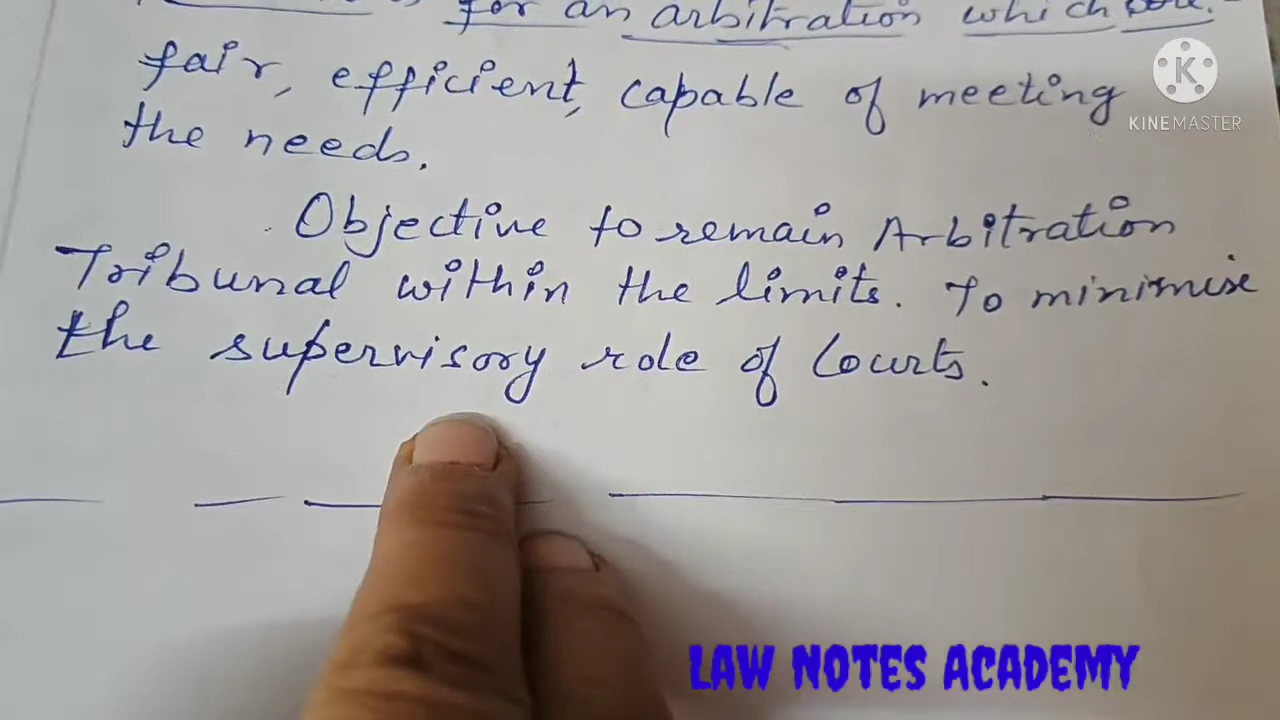 for an arbitration which
fair, efficient, capable of meeting
the needs.
Objective to remain Arbitration
Tribunal within the limits. To minimise
the supervisory role of Courts.
KINEMASTER
LAW NOTES ACADEMY